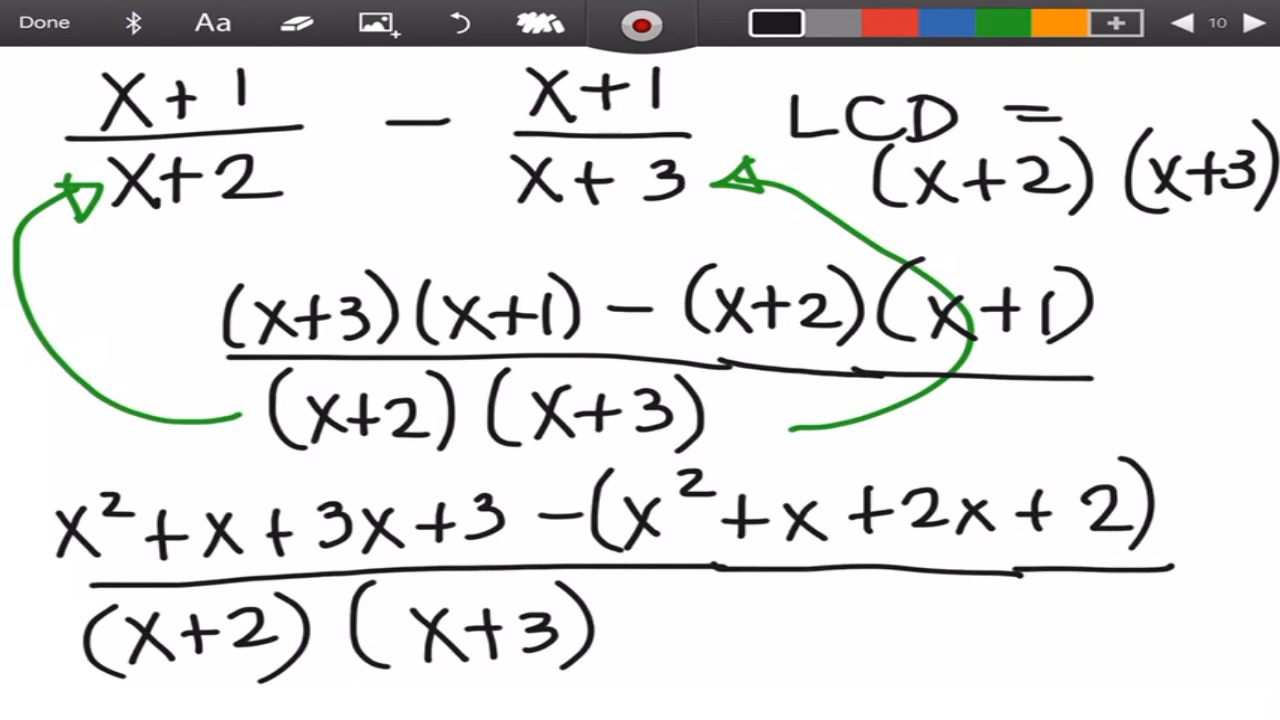 Done Aa 10
x+1 / x+2 − x+1 / x+3 LCD =
(x+2) (x+3)
(x+3)(x+1) − (x+2)(x+1)
(x+2) (x+3)
x² + x + 3x + 3 − (x² + x + 2x + 2)
(x+2) (x+3)